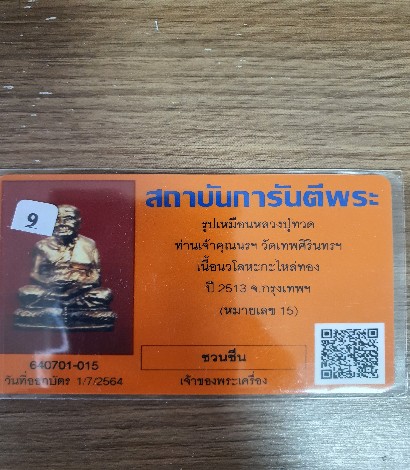 สถาบันการันตีพระ
9
รูปเหมือนหลวงปู่ทวด
ท่านเจ้าคุณนรฯ วัดเทพศิรินทรฯ
เนื้อนวโลหะกะไหล่ทอง
ปี 2513 จ.กรุงเทพฯ
(หมายเลข 15)
640701-015
วันที่ออกบัตร 1/7/2564
ชวนชื่น
เจ้าของพระเครื่อง